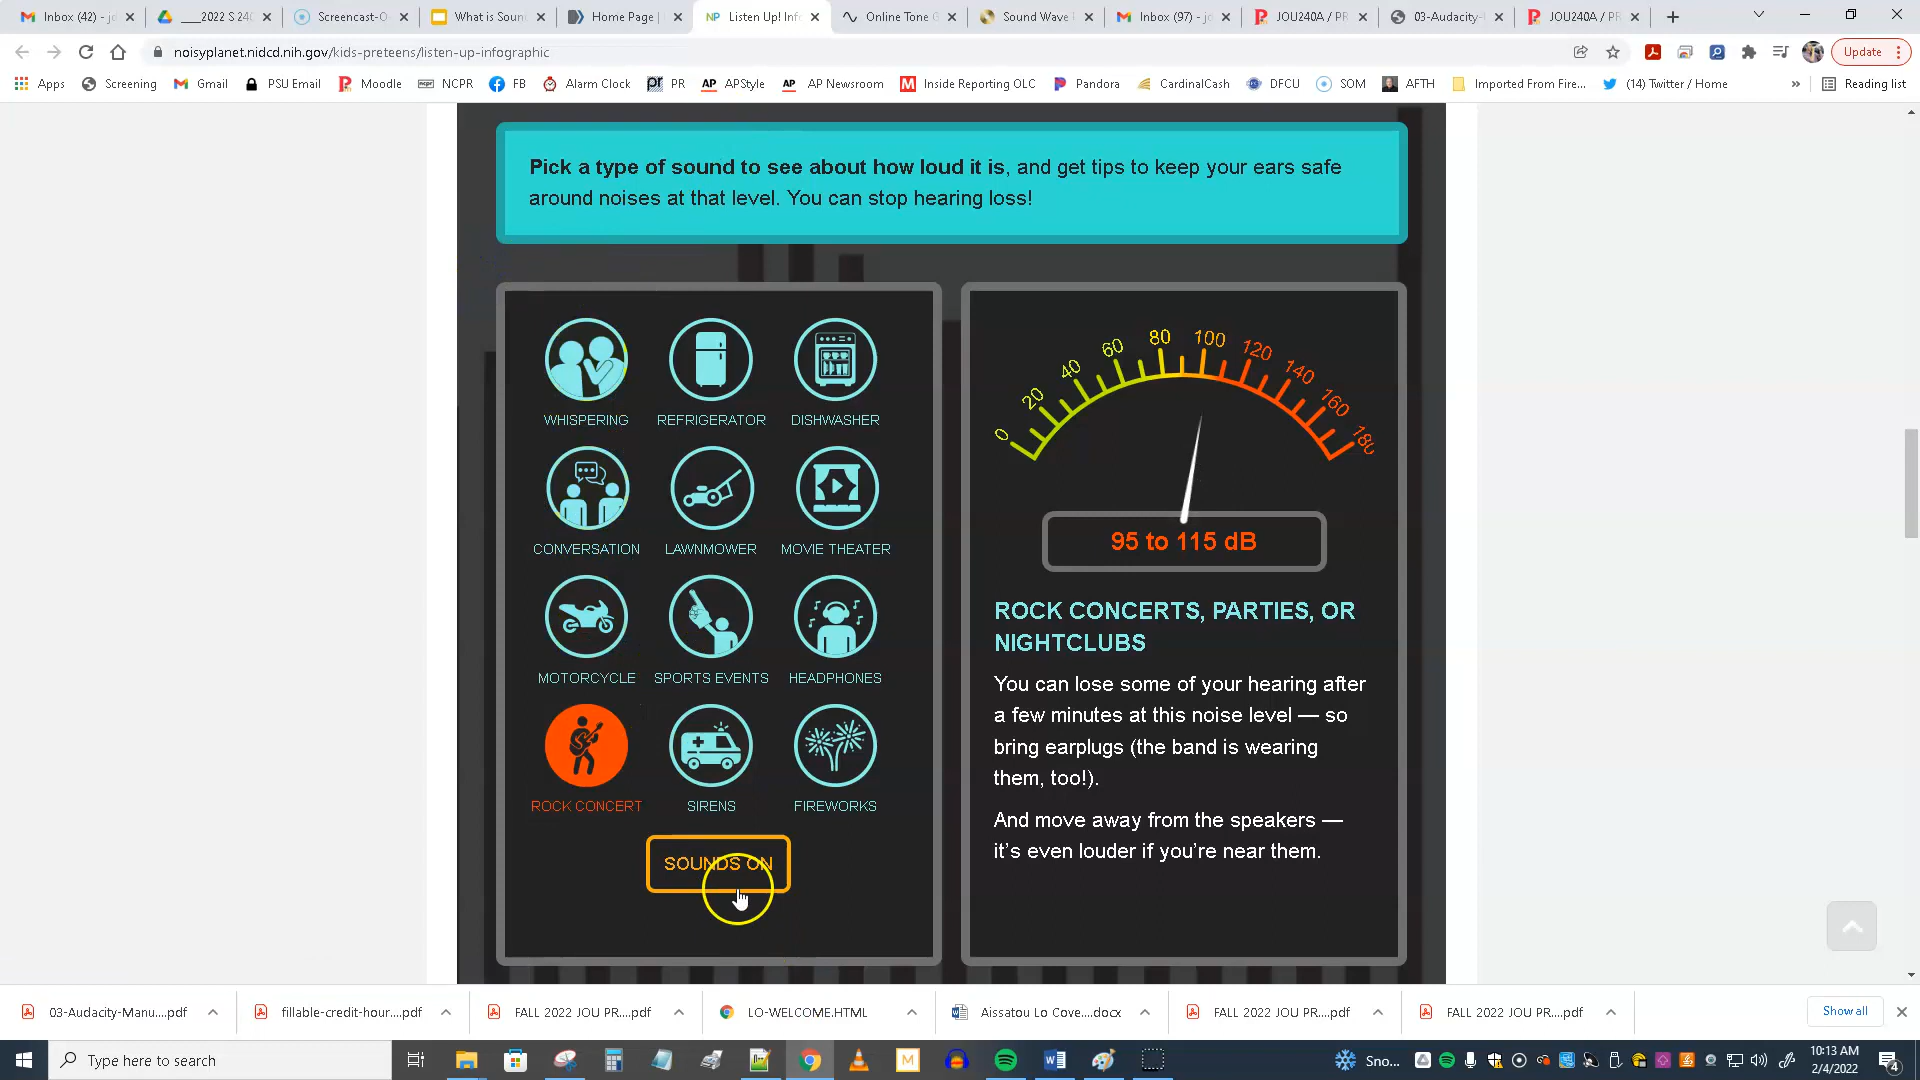 Inbox (42) - jo
___2022 S 240
Screencast-O-
What is Soun
Home Page |
NP Listen Up! Info
Online Tone G
Sound Wave
Inbox (97) - jo
JOU240A / PR
03-Audacity-
JOU240A / PR
noisyplanet.nidcd.nih.gov/kids-preteens/listen-up-infographic
Update
Apps
Screening
Gmail
PSU Email
Moodle
NCPR
FB
Alarm Clock
PR
APStyle
AP Newsroom
Inside Reporting OLC
Pandora
CardinalCash
DFCU
SOM
AFTH
Imported From Fire...
(14) Twitter / Home
Reading list
Pick a type of sound to see about how loud it is, and get tips to keep your ears safe
around noises at that level. You can stop hearing loss!
WHISPERING
REFRIGERATOR
DISHWASHER
CONVERSATION
LAWNMOWER
MOVIE THEATER
MOTORCYCLE
SPORTS EVENTS
HEADPHONES
ROCK CONCERT
SIRENS
FIREWORKS
SOUNDS ON
0
20
40
60
80
100
120
140
160
180
95 to 115 dB
ROCK CONCERTS, PARTIES, OR
NIGHTCLUBS
You can lose some of your hearing after
a few minutes at this noise level — so
bring earplugs (the band is wearing
them, too!).
And move away from the speakers —
it's even louder if you're near them.
03-Audacity-Manu....pdf
fillable-credit-hour....pdf
FALL 2022 JOU PR....pdf
LO-WELCOME.HTML
Aissatou Lo Cove....docx
FALL 2022 JOU PR....pdf
FALL 2022 JOU PR....pdf
Show all
Type here to search
Sno...
10:13 AM
2/4/2022
4